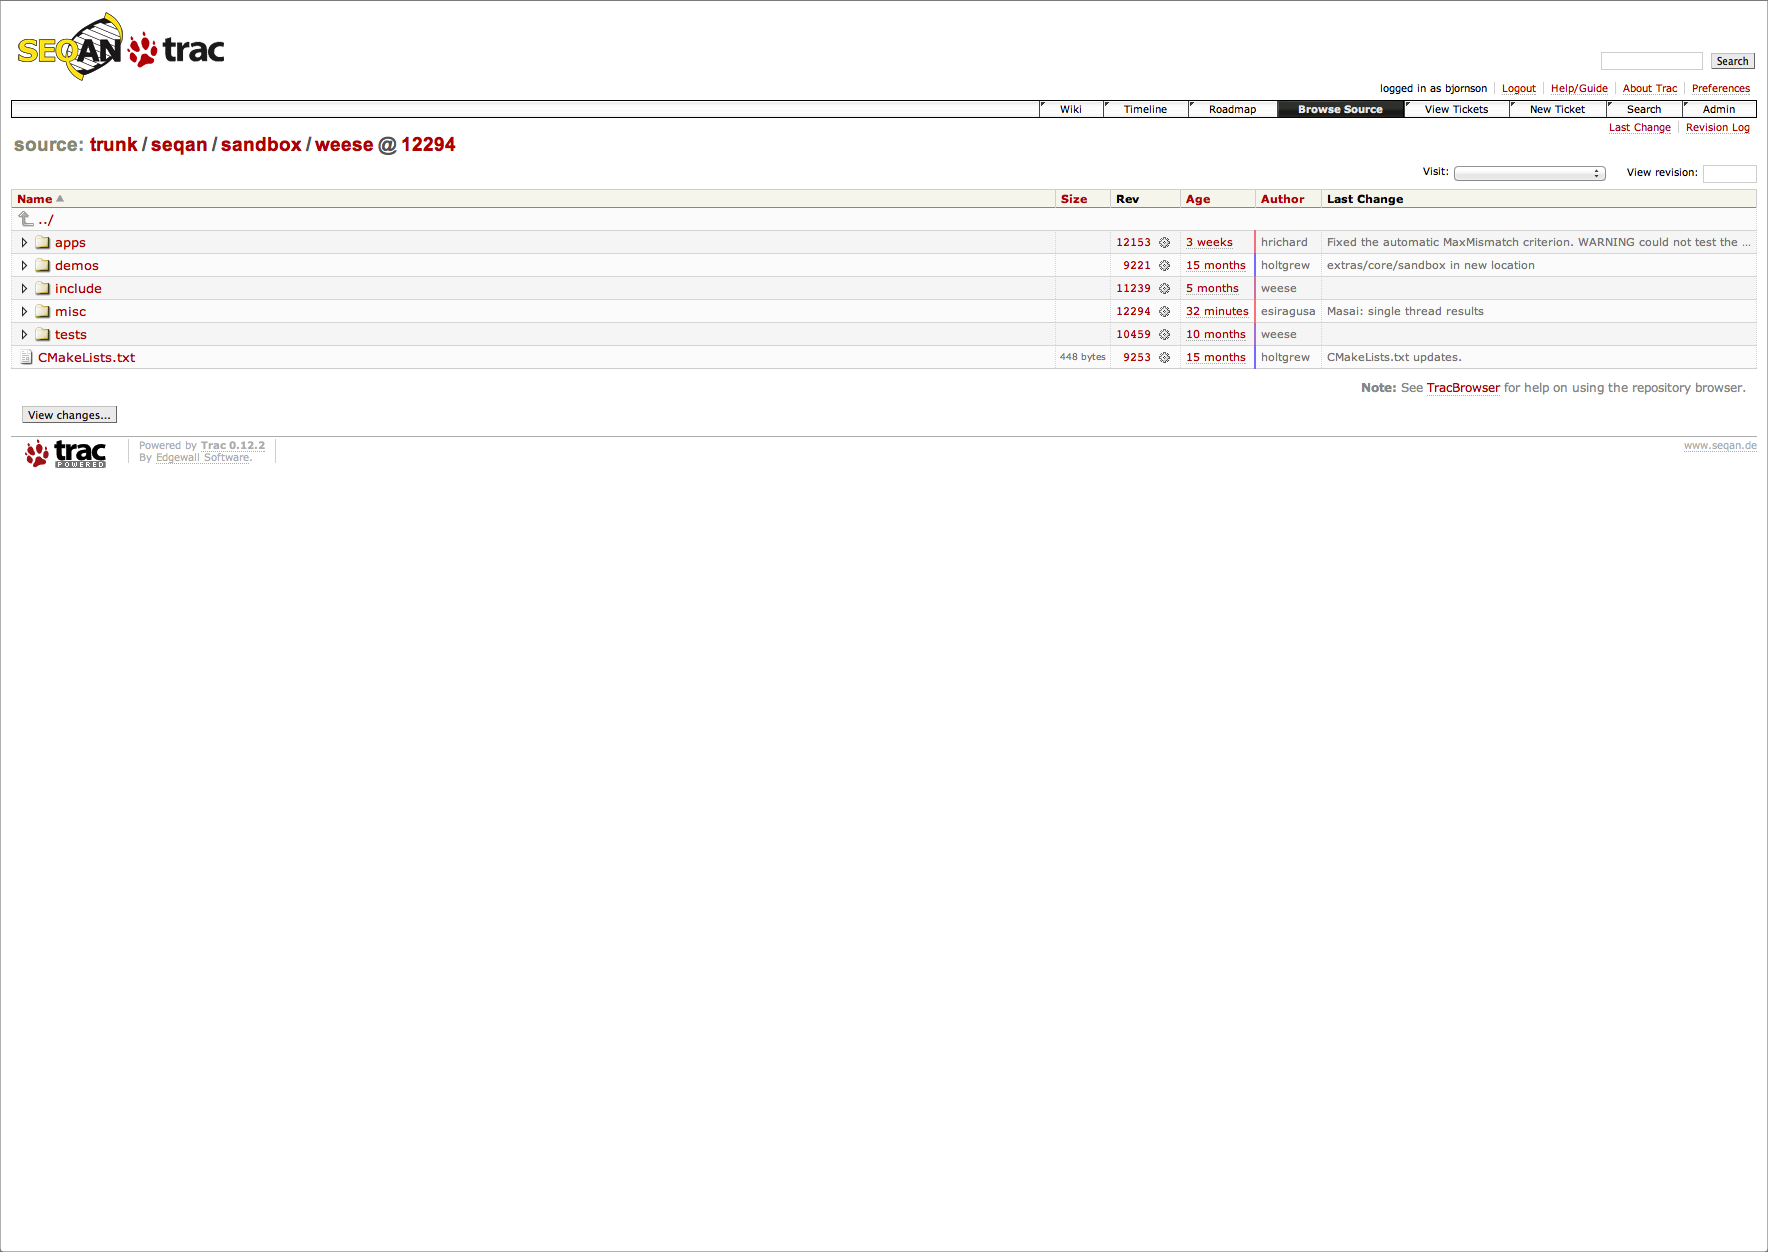 SEQAN trac
Search
logged in as bjornson Logout Help/Guide About Trac Preferences
Wiki Timeline Roadmap Browse Source View Tickets New Ticket Search Admin
Last Change Revision Log
source: trunk / seqan / sandbox / weese @ 12294
Visit: View revision:
Name Size Rev Age Author Last Change
../
apps 12153 3 weeks hrichard Fixed the automatic MaxMismatch criterion. WARNING could not test the ...
demos 9221 15 months holtgrew extras/core/sandbox in new location
include 11239 5 months weese
misc 12294 32 minutes esiragusa Masai: single thread results
tests 10459 10 months weese
CMakeLists.txt 448 bytes 9253 15 months holtgrew CMakeLists.txt updates.
Note: See TracBrowser for help on using the repository browser.
View changes...
trac POWERED
Powered by Trac 0.12.2
By Edgewall Software.
www.seqan.de